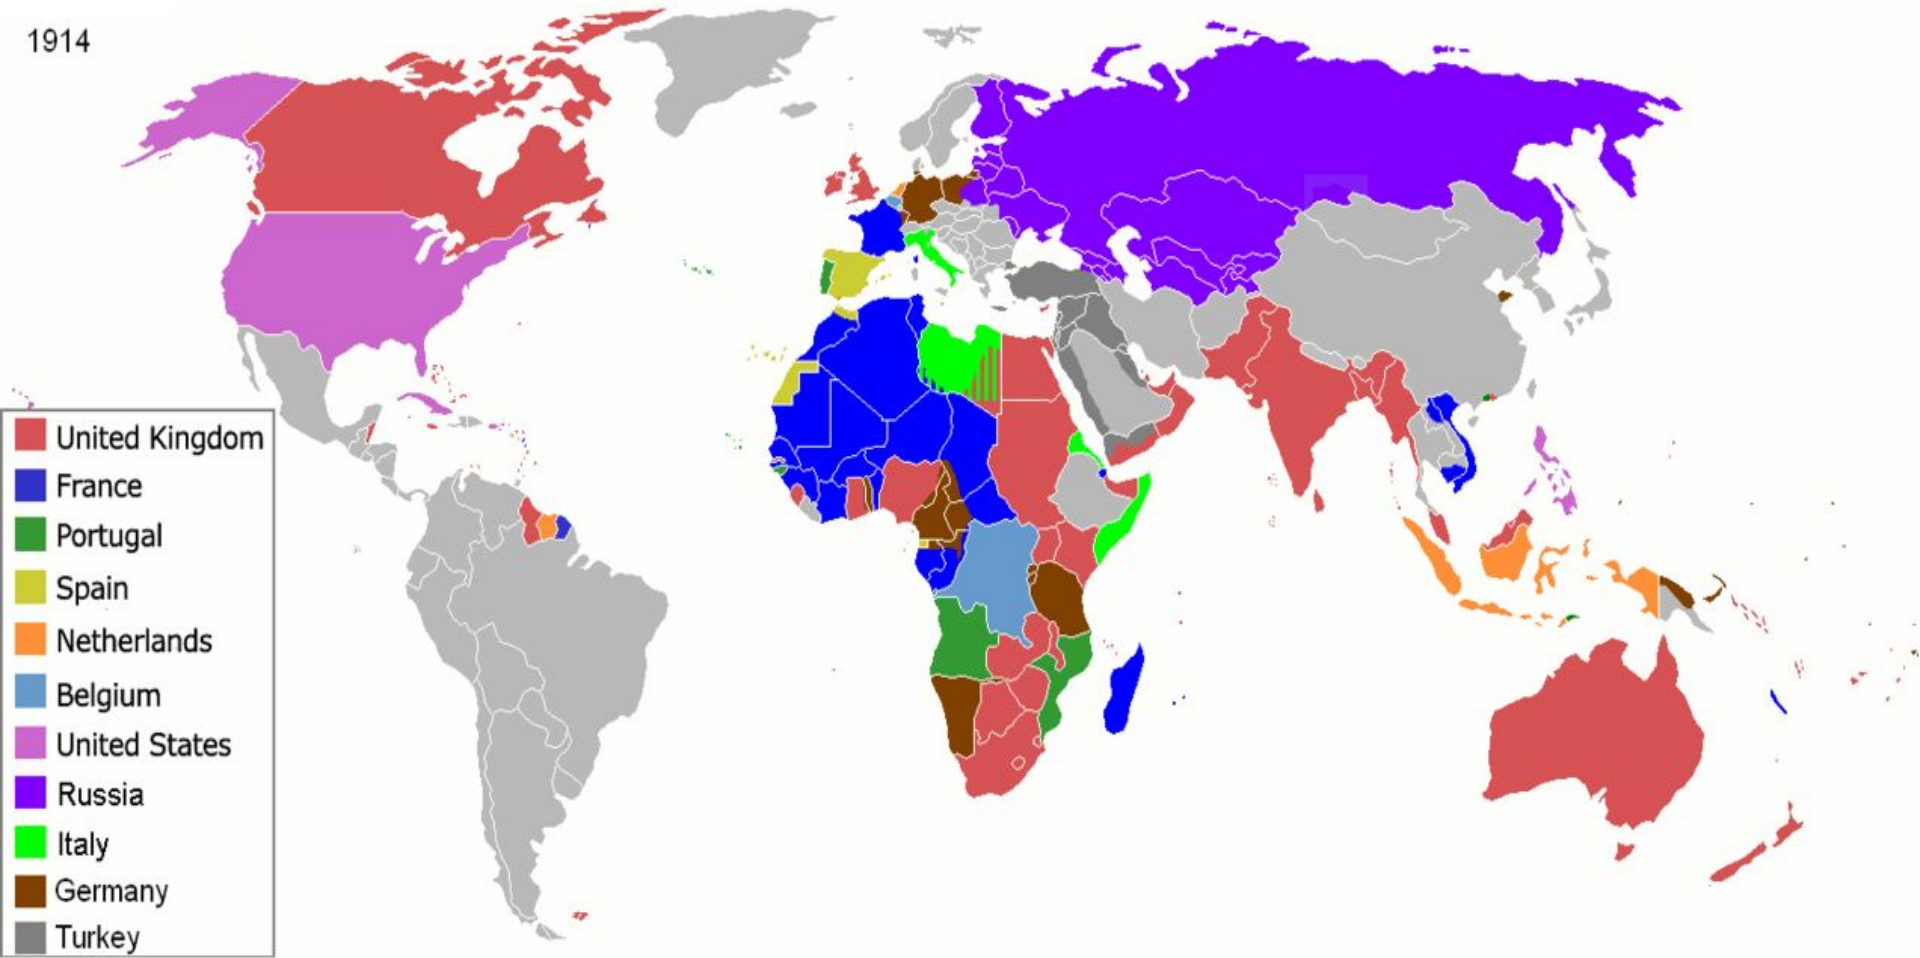 1914
United Kingdom
France
Portugal
Spain
Netherlands
Belgium
United States
Russia
Italy
Germany
Turkey